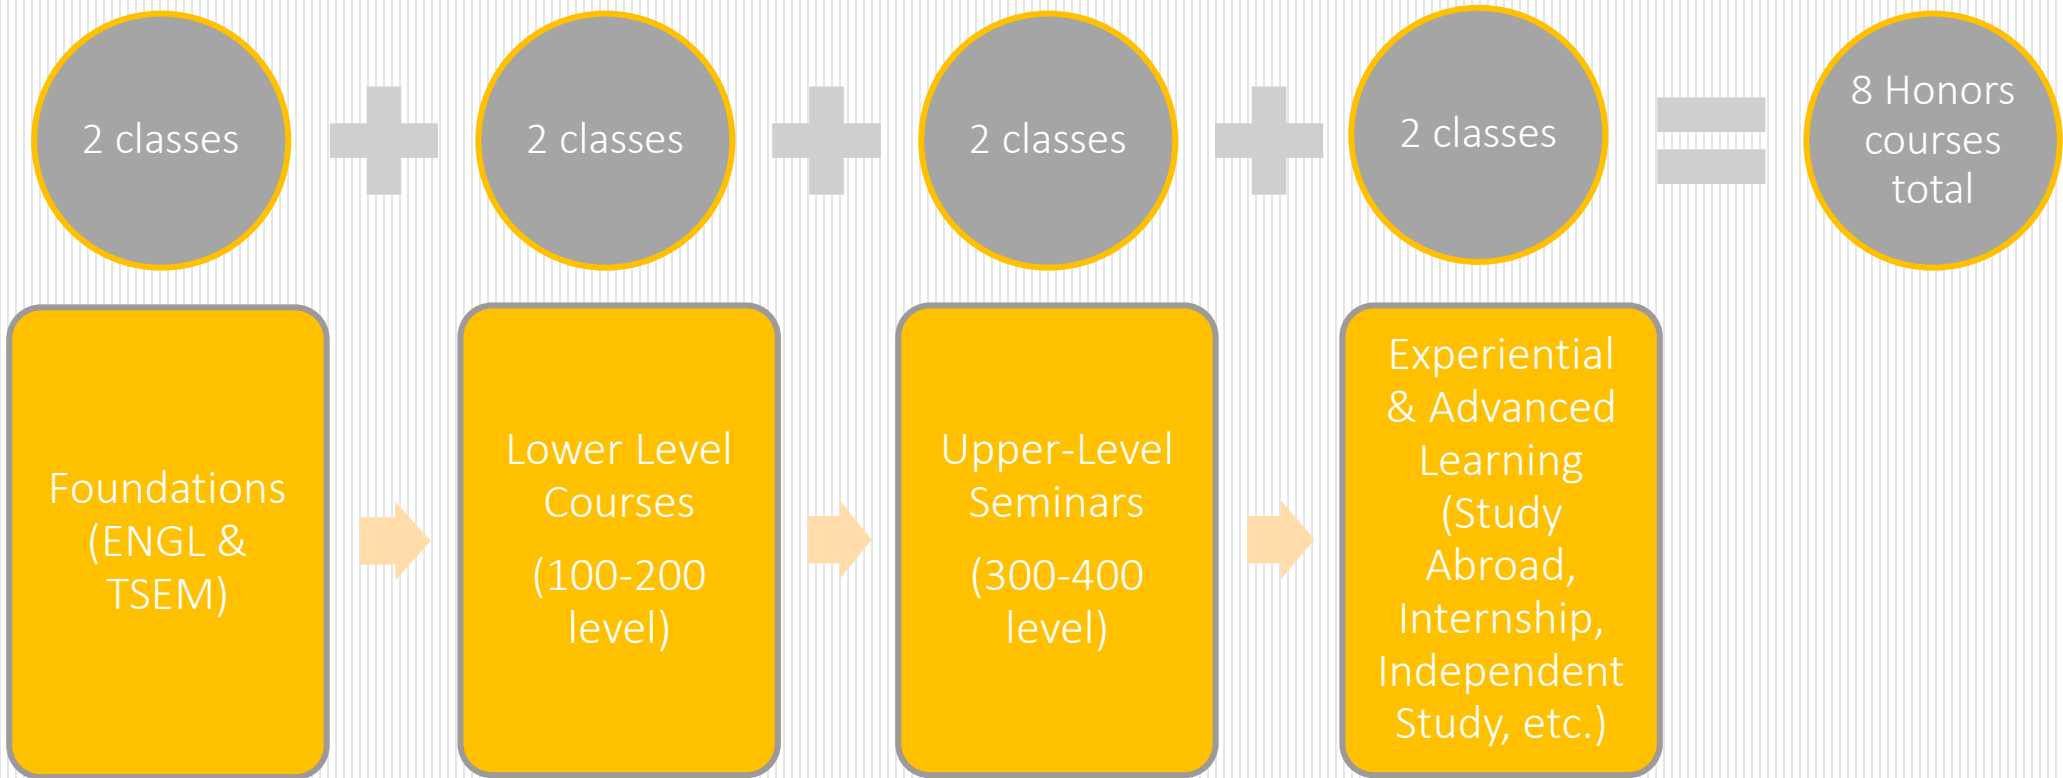 2 classes
2 classes
2 classes
2 classes
8 Honors
courses
total
Foundations
(ENGL &
TSEM)
Lower Level
Courses
(100-200
level)
Upper-Level
Seminars
(300-400
level)
Experiential
& Advanced
Learning
(Study
Abroad,
Internship,
Independent
Study, etc.)